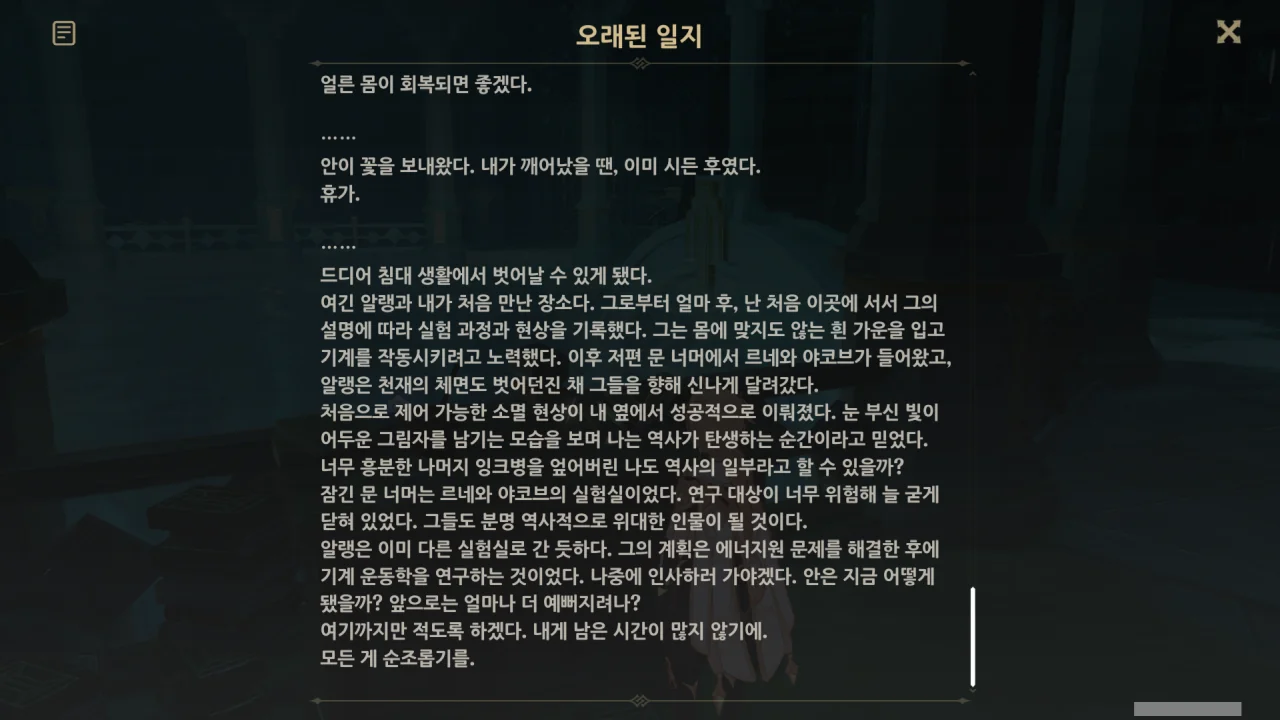 오래된 일지
얼른 몸이 회복되면 좋겠다.
……
안이 꽃을 보내왔다. 내가 깨어났을 땐, 이미 시든 후였다.
휴가.
……
드디어 침대 생활에서 벗어날 수 있게 됐다.
여긴 알랭과 내가 처음 만난 장소다. 그로부터 얼마 후, 난 처음 이곳에 서서 그의
설명에 따라 실험 과정과 현상을 기록했다. 그는 몸에 맞지도 않는 흰 가운을 입고
기계를 작동시키려고 노력했다. 이후 저편 문 너머에서 르네와 야코브가 들어왔고,
알랭은 천재의 체면도 벗어던진 채 그들을 향해 신나게 달려갔다.
처음으로 제어 가능한 소멸 현상이 내 옆에서 성공적으로 이뤄졌다. 눈 부신 빛이
어두운 그림자를 남기는 모습을 보며 나는 역사가 탄생하는 순간이라고 믿었다.
너무 흥분한 나머지 잉크병을 엎어버린 나도 역사의 일부라고 할 수 있을까?
잠긴 문 너머는 르네와 야코브의 실험실이었다. 연구 대상이 너무 위험해 늘 굳게
닫혀 있었다. 그들도 분명 역사적으로 위대한 인물이 될 것이다.
알랭은 이미 다른 실험실로 간 듯하다. 그의 계획은 에너지원 문제를 해결한 후에
기계 운동학을 연구하는 것이었다. 나중에 인사하러 가야겠다. 안은 지금 어떻게
됐을까? 앞으로는 얼마나 더 예뻐지려나?
여기까지만 적도록 하겠다. 내게 남은 시간이 많지 않기에.
모든 게 순조롭기를.